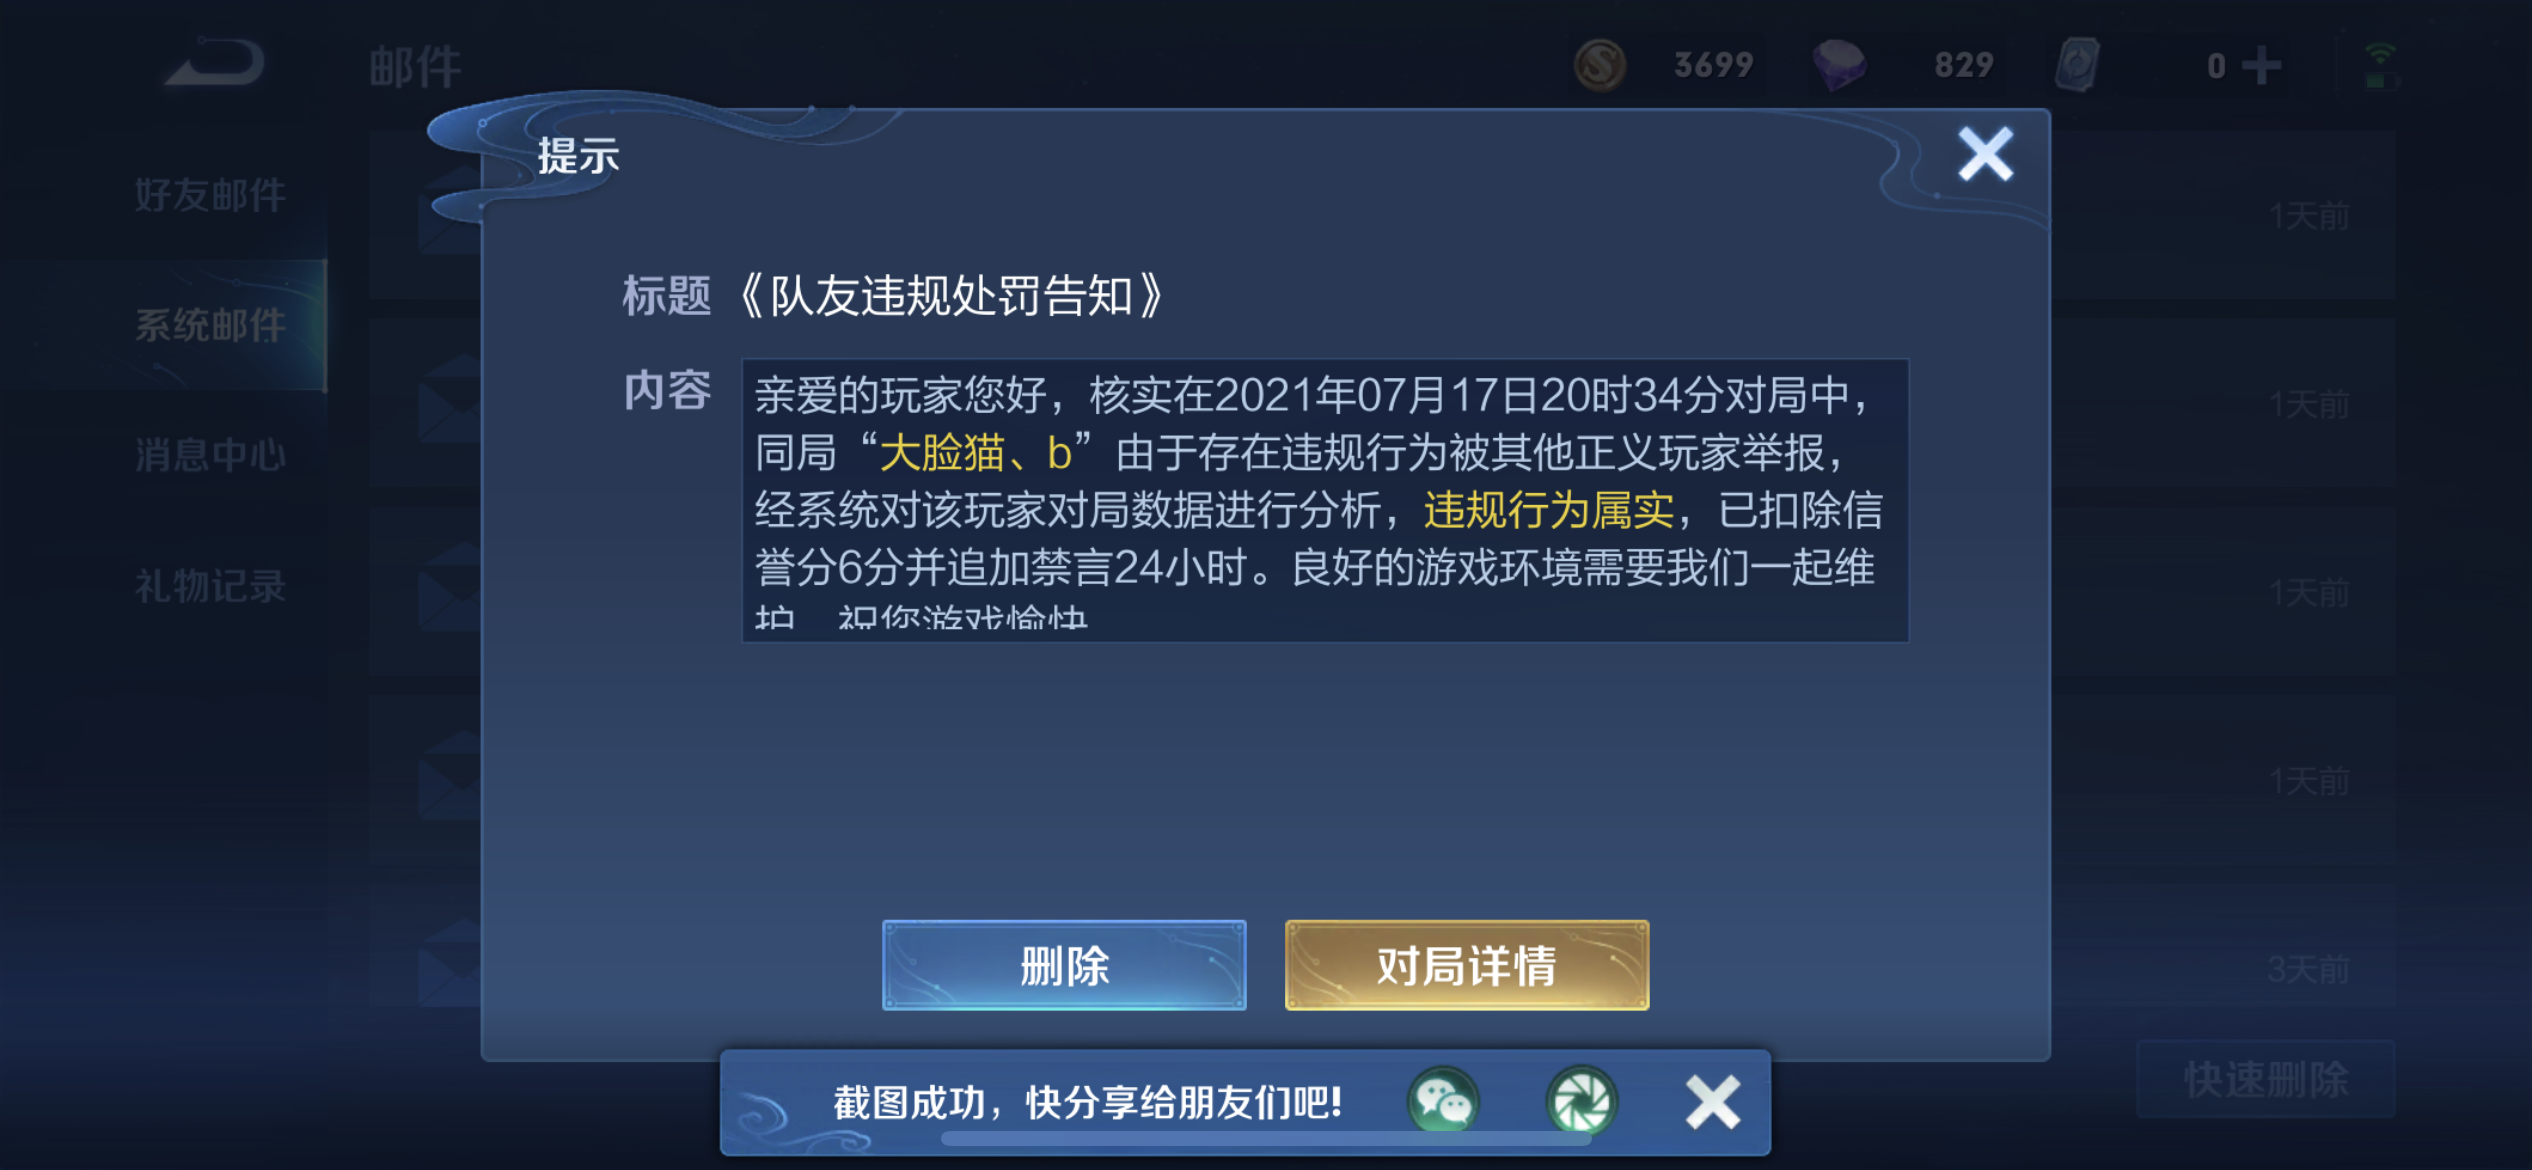 邮件
3699
829
0
好友邮件
系统邮件
消息中心
礼物记录
提示
标题
《队友违规处罚告知》
内容
亲爱的玩家您好，核实在2021年07月17日20时34分对局中，
同局“大脸猫、b”由于存在违规行为被其他正义玩家举报，
经系统对该玩家对局数据进行分析，违规行为属实，已扣除信
誉分6分并追加禁言24小时。良好的游戏环境需要我们一起维
护，祝您游戏愉快
1天前
1天前
1天前
1天前
3天前
删除
对局详情
快速删除
截图成功，快分享给朋友们吧!